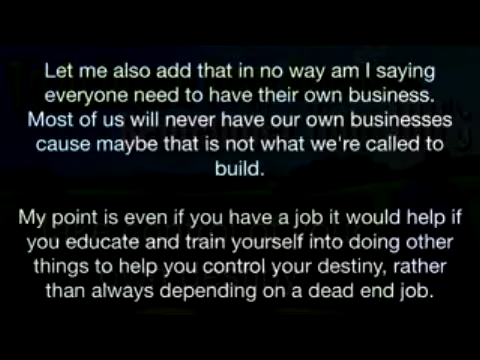 Let me also add that in no way am I saying
everyone need to have their own business.
Most of us will never have our own businesses
cause maybe that is not what we're called to
build.
My point is even if you have a job it would help if
you educate and train yourself into doing other
things to help you control your destiny, rather
than always depending on a dead end job.